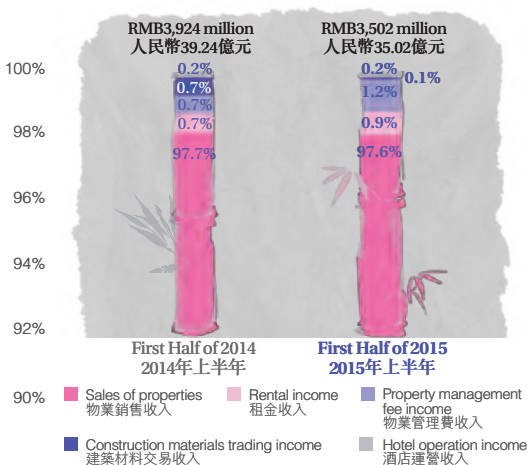 RMB3,924 million
人民幣39.24億元
RMB3,502 million
人民幣35.02億元
100%
98%
96%
94%
92%
90%
0.2%
0.7%
0.7%
0.7%
97.7%
0.2%
0.1%
1.2%
0.9%
97.6%
First Half of 2014
2014年上半年
First Half of 2015
2015年上半年
Sales of properties
物業銷售收入
Rental income
租金收入
Property management
fee income
物業管理費收入
Construction materials trading income
建築材料交易收入
Hotel operation income
酒店運營收入